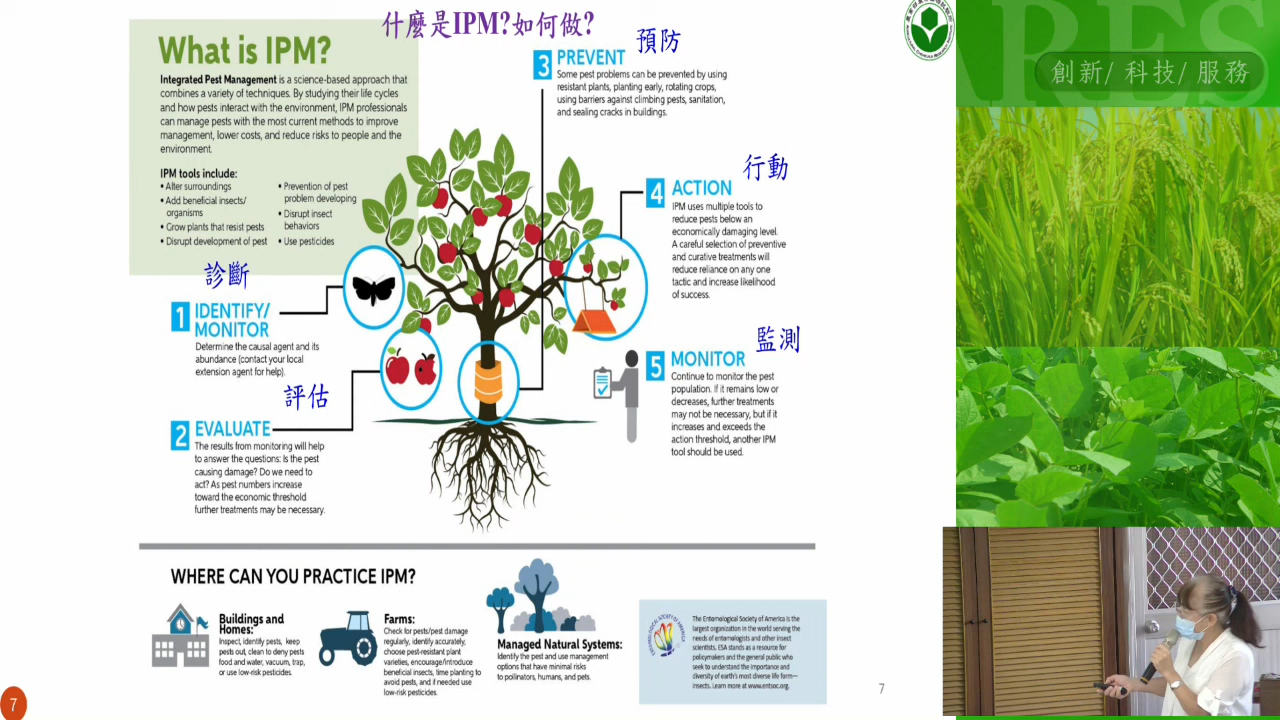 什麼是IPM?如何做?
What is IPM?
Integrated Pest Management is a science-based approach that
combines a variety of techniques. By studying their life cycles
and how pests interact with the environment, IPM professionals
can manage pests with the most current methods to improve
management, lower costs, and reduce risks to people and the
environment.
IPM tools include:
• Alter surroundings
• Add beneficial insects/
organisms
• Grow plants that resist pests
• Disrupt development of pest
• Prevention of pest
problem developing
• Disrupt insect
behaviors
• Use pesticides
診斷
1 IDENTIFY/
MONITOR
Determine the causal agent and its
abundance (contact your local
extension agent for help).
評估
2 EVALUATE
The results from monitoring will help
to answer the questions: Is the pest
causing damage? Do we need to
act? As pest numbers increase
toward the economic threshold
further treatments may be necessary.
預防
3 PREVENT
Some pest problems can be prevented by using
resistant plants, planting early, rotating crops,
using barriers against climbing pests, sanitation,
and sealing cracks in buildings.
行動
4 ACTION
IPM uses multiple tools to
reduce pests below an
economically damaging level.
A careful selection of preventive
and curative treatments will
reduce reliance on any one
tactic and increase likelihood
of success.
監測
5 MONITOR
Continue to monitor the pest
population. If it remains low or
decreases, further treatments
may not be necessary, but if it
increases and exceeds the
action threshold, another IPM
tool should be used.
WHERE CAN YOU PRACTICE IPM?
Buildings and
Homes:
Inspect, identify pests, keep
pests out, clean to deny pests
food and water, vacuum, trap,
or use low-risk pesticides.
Farms:
Check for pests/pest damage
regularly, identify accurately,
choose pest-resistant plant
varieties, encourage/introduce
beneficial insects, time planting to
avoid pests, and if needed use
low-risk pesticides.
Managed Natural Systems:
Identify the pest and use management
options that have minimal risks
to pollinators, humans, and pets.
The Entomological Society of America is the
largest organization in the world serving the
needs of entomologists and other insect
scientists. ESA stands as a resource for
policymakers and the general public who
seek to understand the importance and
diversity of earth's most diverse life form—
insects. Learn more at www.entsoc.org.
7
7
創新/ 科技/ 服務